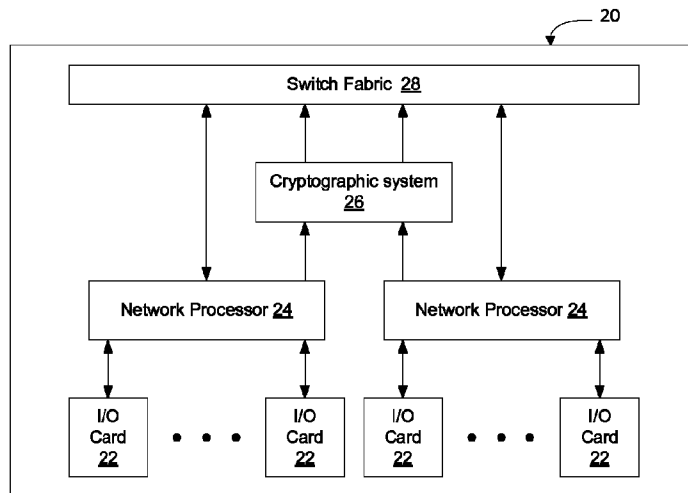 20
Switch Fabric 28
Cryptographic system
26
Network Processor 24
Network Processor 24
I/O
Card
22
I/O
Card
22
I/O
Card
22
I/O
Card
22